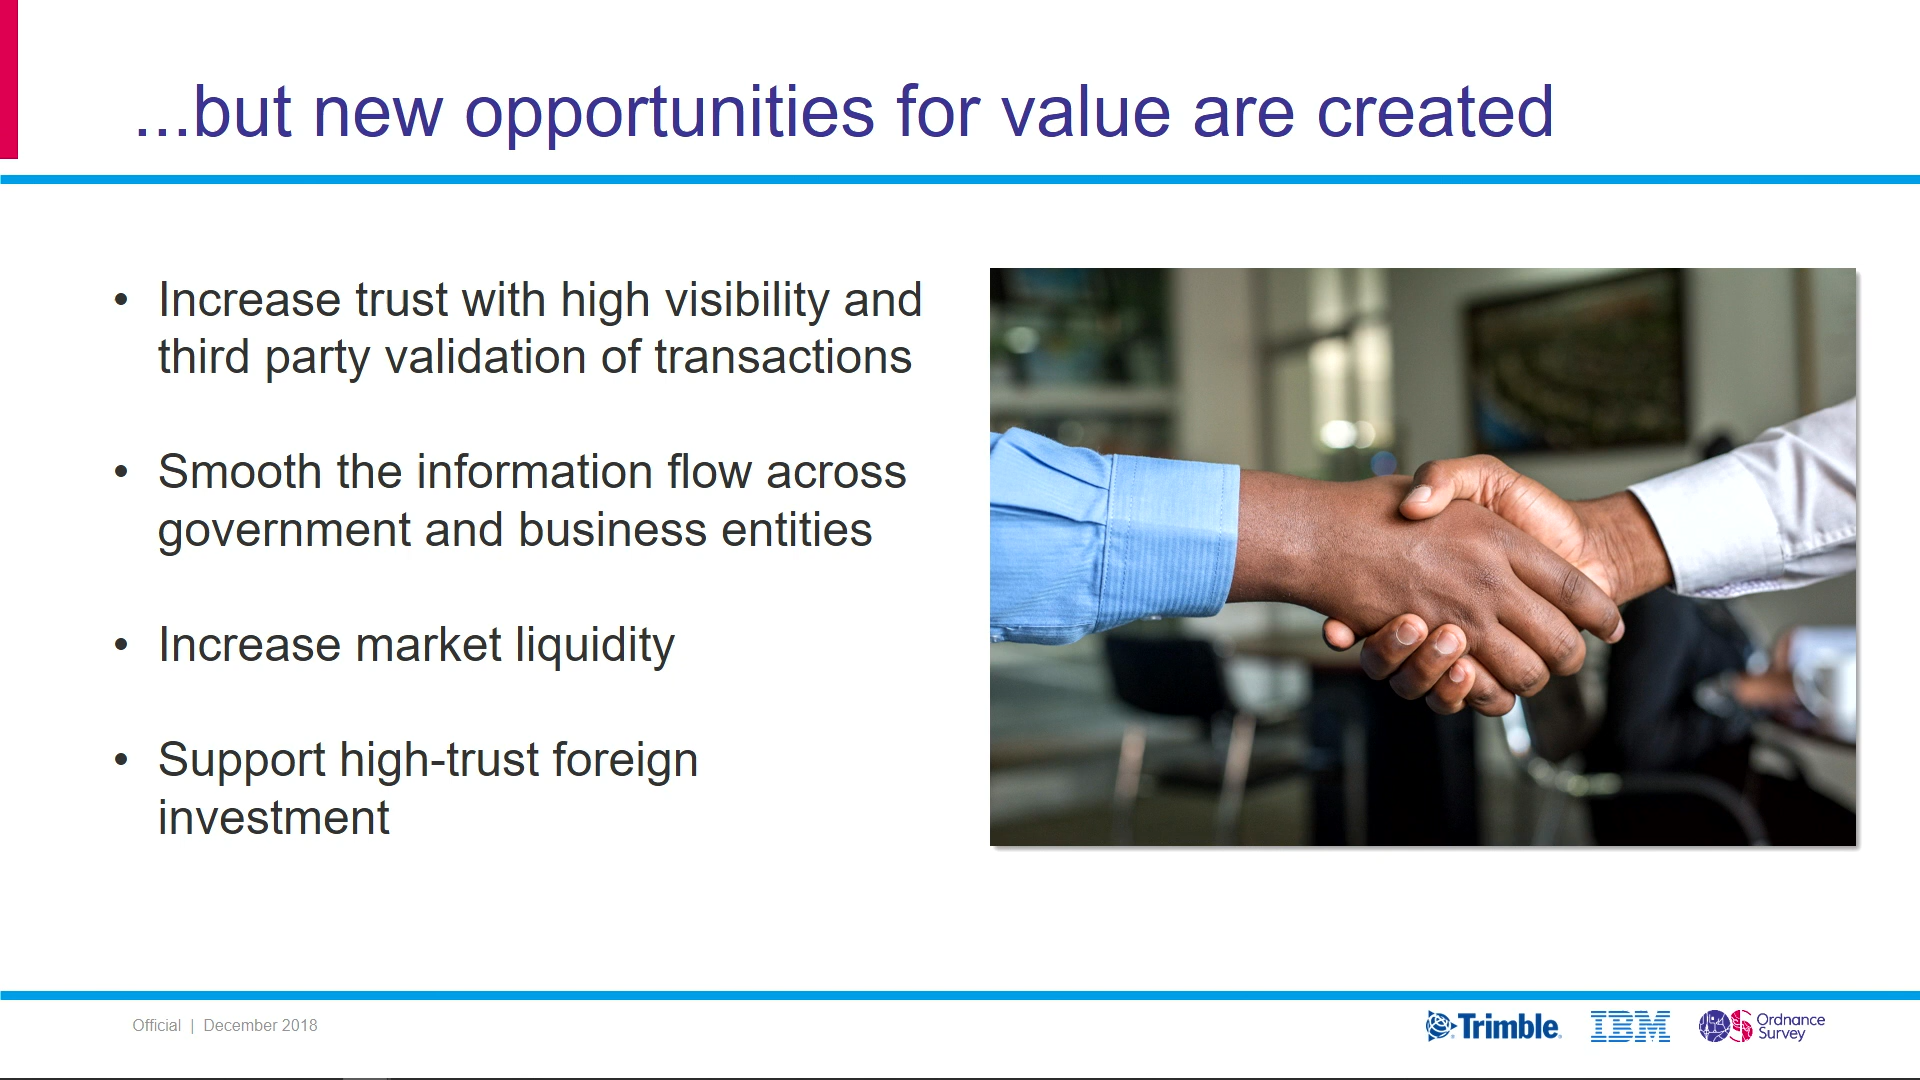 ...but new opportunities for value are created
• Increase trust with high visibility and
third party validation of transactions
• Smooth the information flow across
government and business entities
• Increase market liquidity
• Support high-trust foreign
investment
Official | December 2018
Trimble
IBM
OS Ordnance
Survey